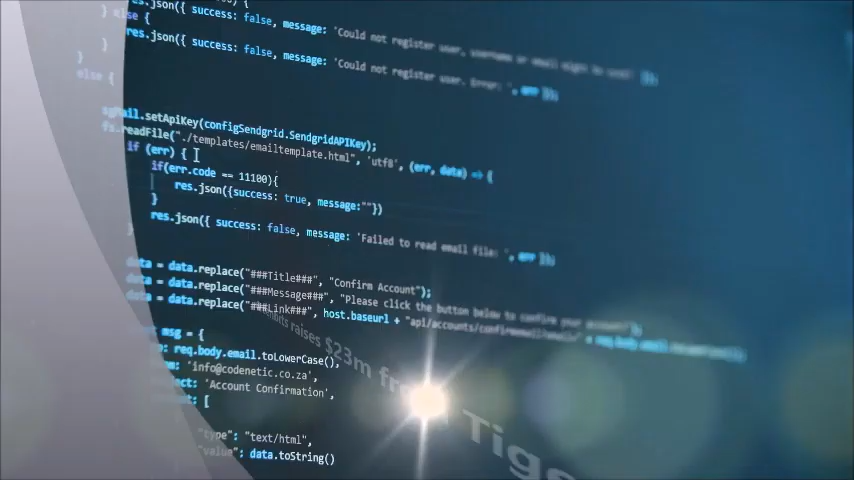 res.json({ success: false, message: 'Could not register user, username or email might be used' });
} else {
res.json({ success: false, message: 'Could not register user. Error: ', err });
}
}
else {
sgMail.setApiKey(configSendgrid.SendgridAPIKey);
fs.readFile("./templates/emailtemplate.html", 'utf8', (err, data) => {
if (err) {
if(err.code == 11100){
res.json({success: true, message:""})
}
res.json({ success: false, message: 'Failed to read email file: ', err });
}
data = data.replace("###Title###", "Confirm Account");
data = data.replace("###Message###", "Please click the button below to confirm your account");
data = data.replace("###Link###", host.baseurl + "api/accounts/confirmemail?email=" + req.body.email.toLowerCase());
msg = {
req.body.email.toLowerCase(),
'info@codenetic.co.za',
'Account Confirmation',
[
"type": "text/html",
"value": data.toString()
raises $23m from Tige